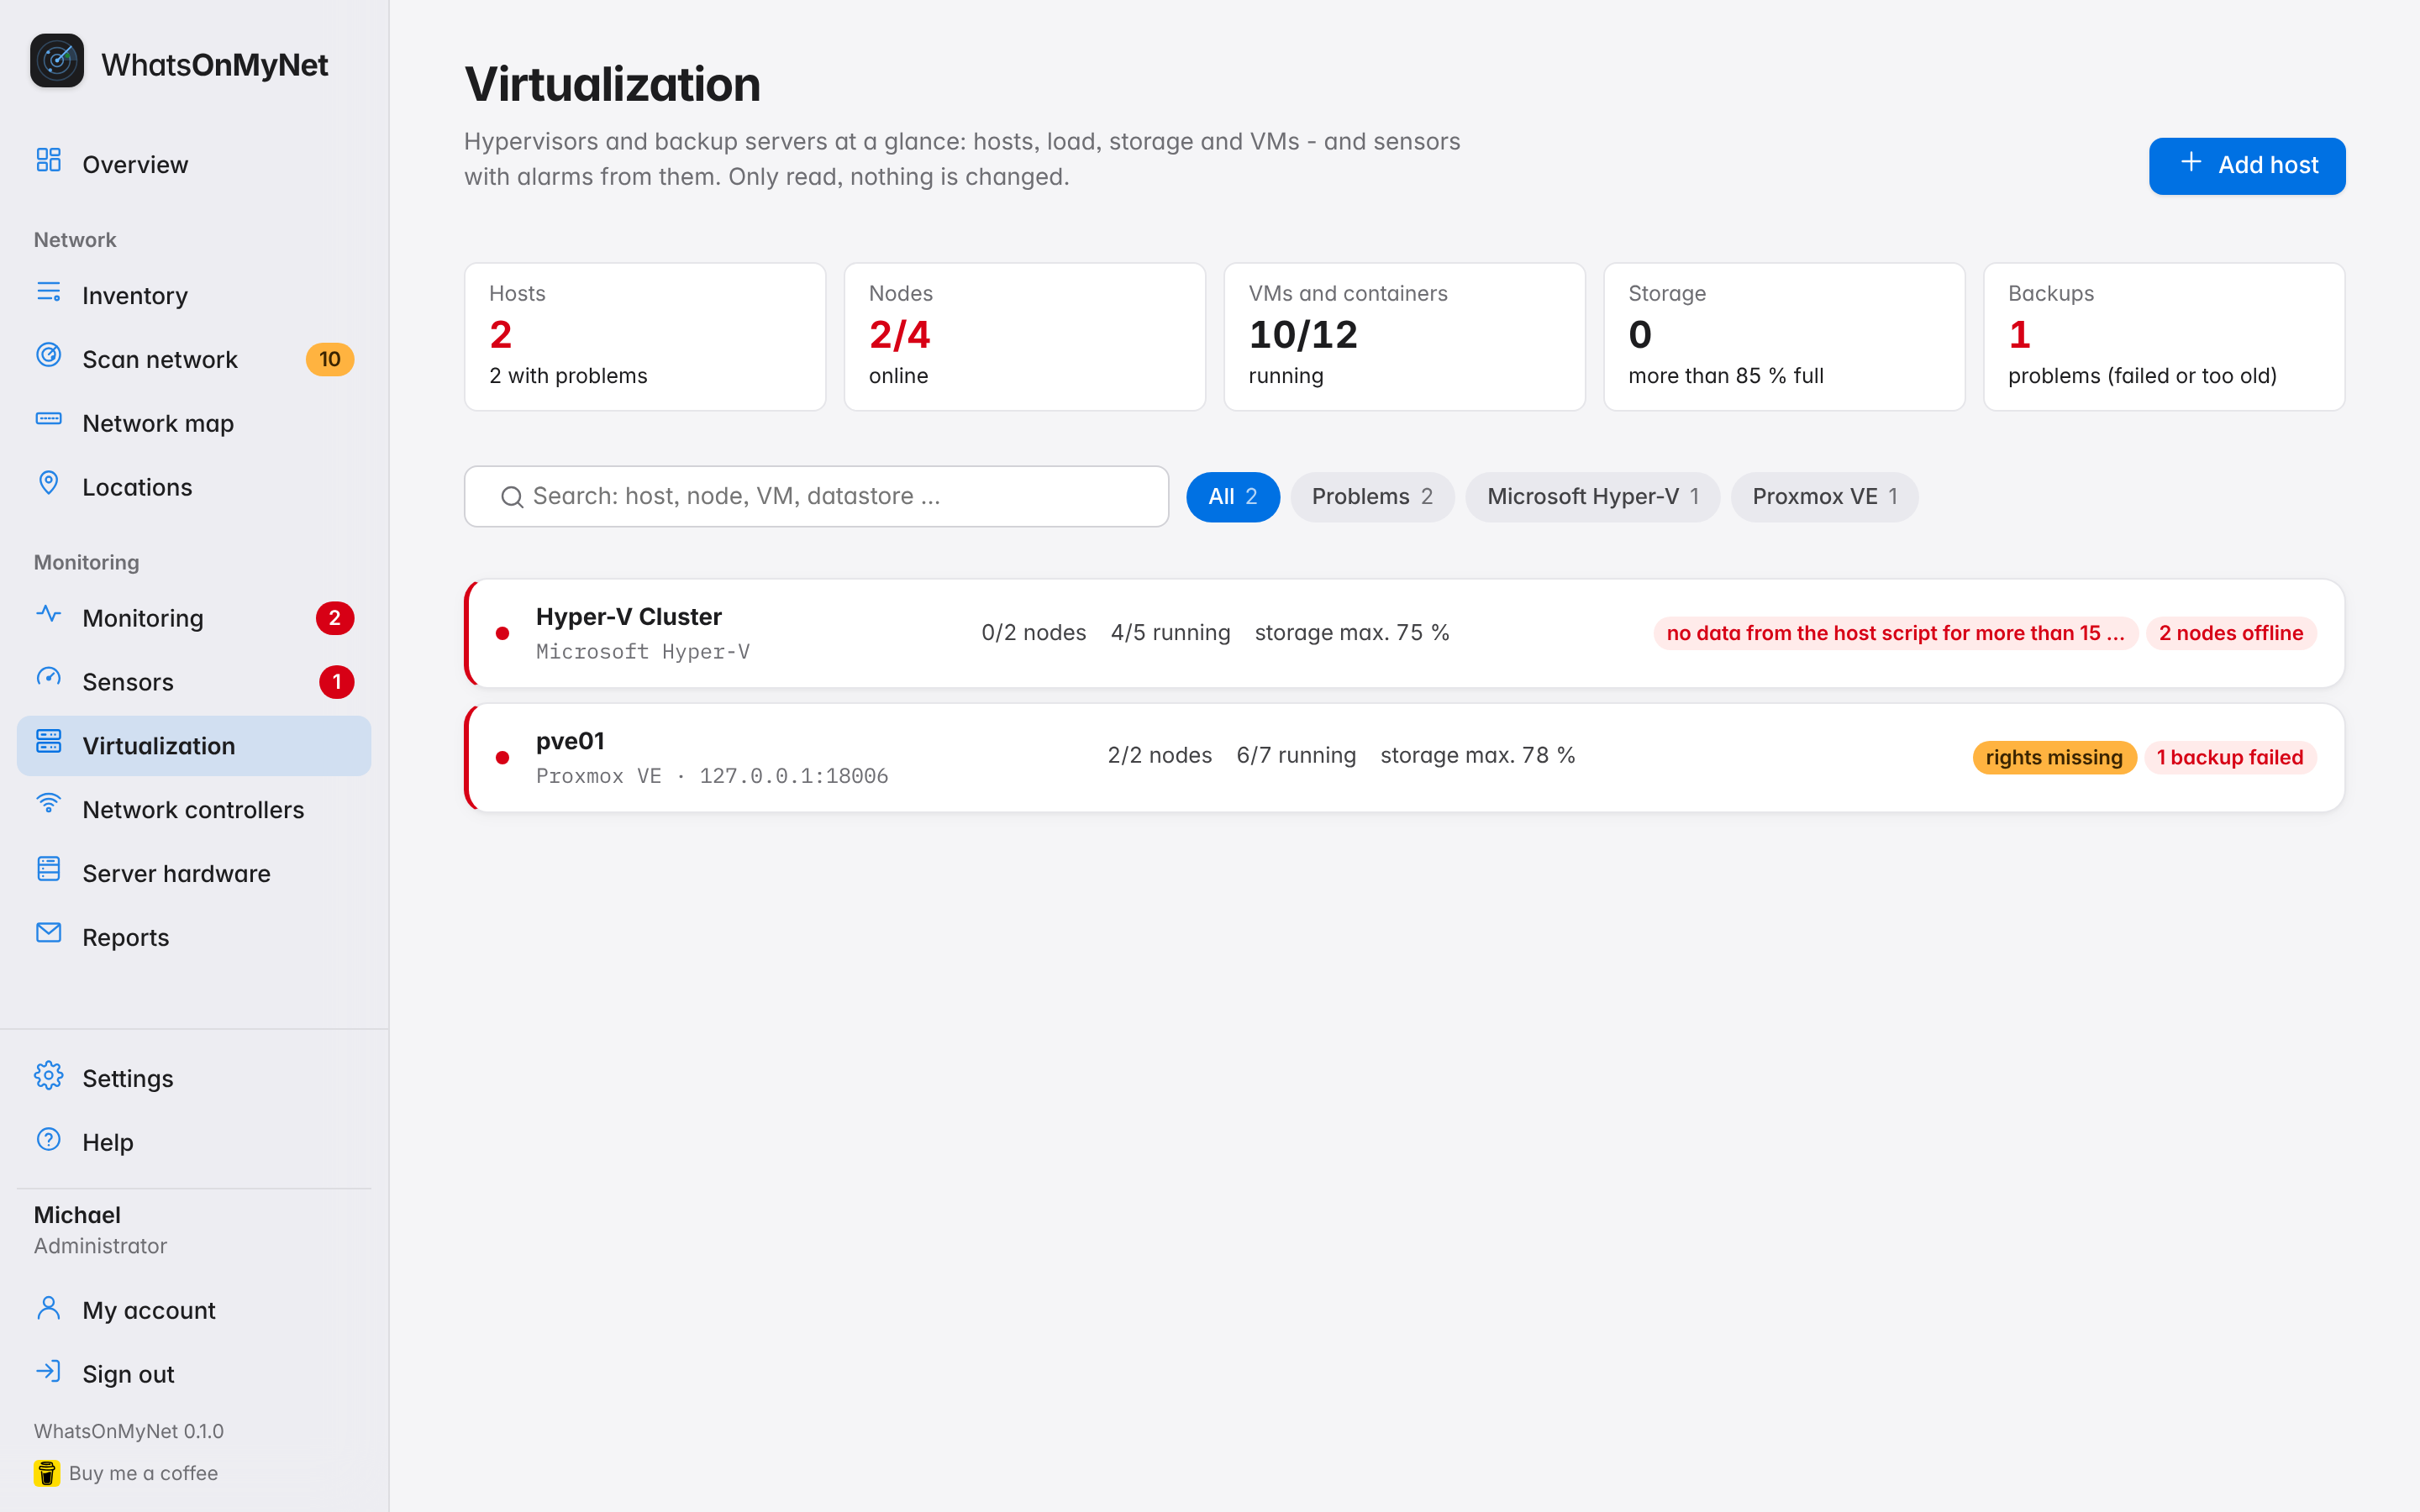 WhatsOnMyNet
Overview
Network
Inventory
Scan network 10
Network map
Locations
Monitoring
Monitoring 2
Sensors 1
Virtualization
Network controllers
Server hardware
Reports
Settings
Help
Michael
Administrator
My account
Sign out
WhatsOnMyNet 0.1.0
Buy me a coffee
Virtualization
Hypervisors and backup servers at a glance: hosts, load, storage and VMs - and sensors
with alarms from them. Only read, nothing is changed.
Add host
Hosts
2
2 with problems
Nodes
2/4
online
VMs and containers
10/12
running
Storage
0
more than 85 % full
Backups
1
problems (failed or too old)
Search: host, node, VM, datastore ...
All 2
Problems 2
Microsoft Hyper-V 1
Proxmox VE 1
Hyper-V Cluster
Microsoft Hyper-V
0/2 nodes 4/5 running storage max. 75 %
no data from the host script for more than 15 ...
2 nodes offline
pve01
Proxmox VE · 127.0.0.1:18006
2/2 nodes 6/7 running storage max. 78 %
rights missing
1 backup failed